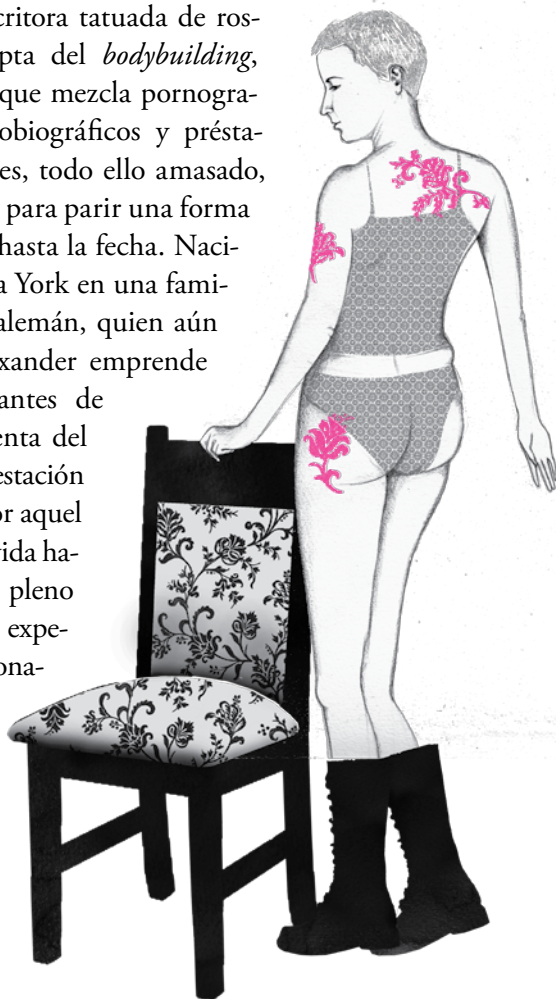 critora tatuada de ros-
pta del bodybuilding,
que mezcla pornogra-
obiográficos y présta-
es, todo ello amasado,
para parir una forma
hasta la fecha. Naci-
a York en una fami-
alemán, quien aún
xander emprende
antes de
enta del
estación
or aquel
vida ha-
pleno
expe-
ona-